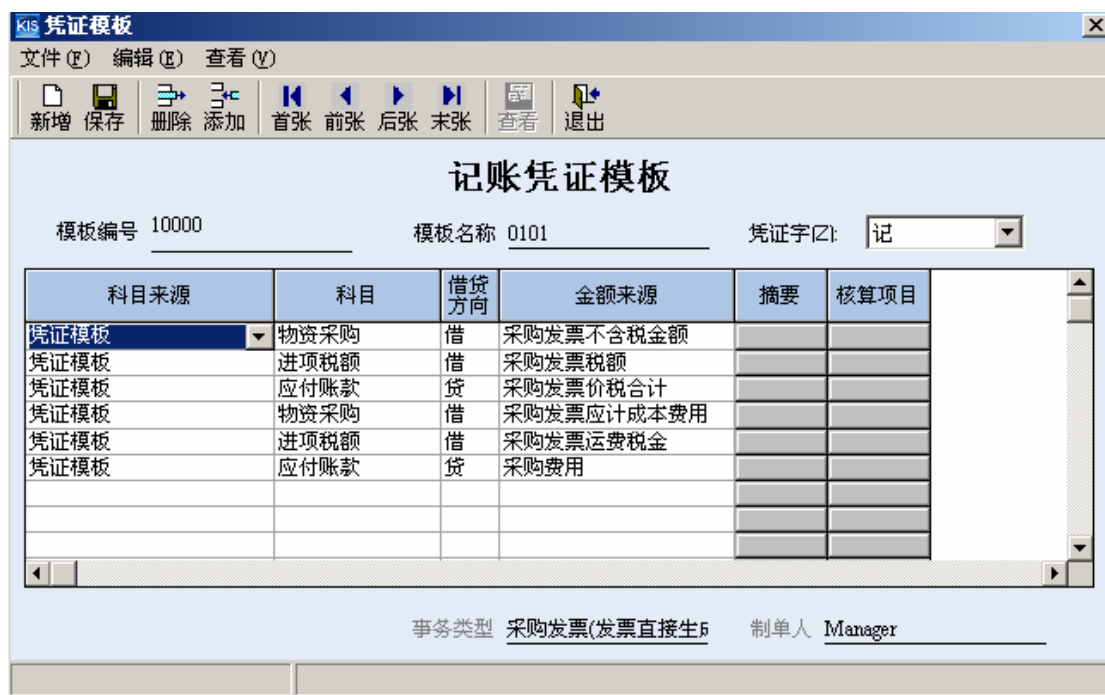 KIS 凭证模板
文件(F) 编辑(E) 查看(V)
新增 保存 删除 添加 首张 前张 后张 末张 查看 退出
记账凭证模板
模板编号 10000 模板名称 0101 凭证字(Z): 记
科目来源 科目 借贷方向 金额来源 摘要 核算项目
凭证模板 物资采购 借 采购发票不含税金额
凭证模板 进项税额 借 采购发票税额
凭证模板 应付账款 贷 采购发票价税合计
凭证模板 物资采购 借 采购发票应计成本费用
凭证模板 进项税额 借 采购发票运费税金
凭证模板 应付账款 贷 采购费用
事务类型 采购发票(发票直接生 制单人 Manager